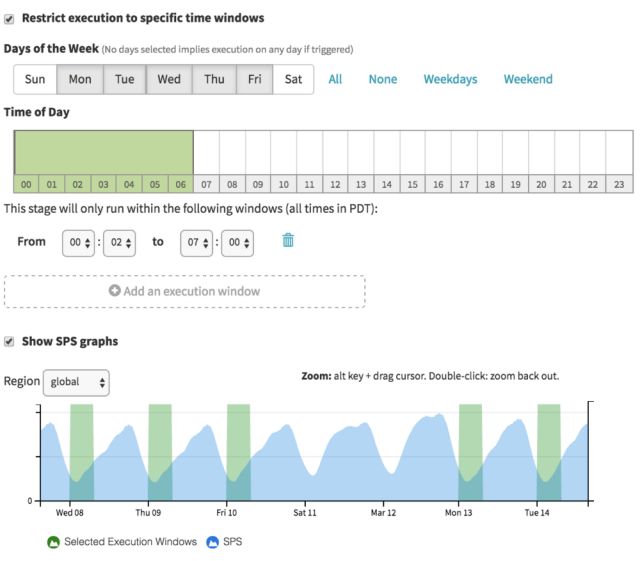 Restrict execution to specific time windows
Days of the Week (No days selected implies execution on any day if triggered)
Sun Mon Tue Wed Thu Fri Sat All None Weekdays Weekend
Time of Day
00 01 02 03 04 05 06 07 08 09 10 11 12 13 14 15 16 17 18 19 20 21 22 23
This stage will only run within the following windows (all times in PDT):
From 00 : 02 to 07 : 00
Add an execution window
Show SPS graphs
Region global Zoom: alt key + drag cursor. Double-click: zoom back out.
0
Wed 08 Thu 09 Fri 10 Sat 11 Mar 12 Mon 13 Tue 14
Selected Execution Windows SPS